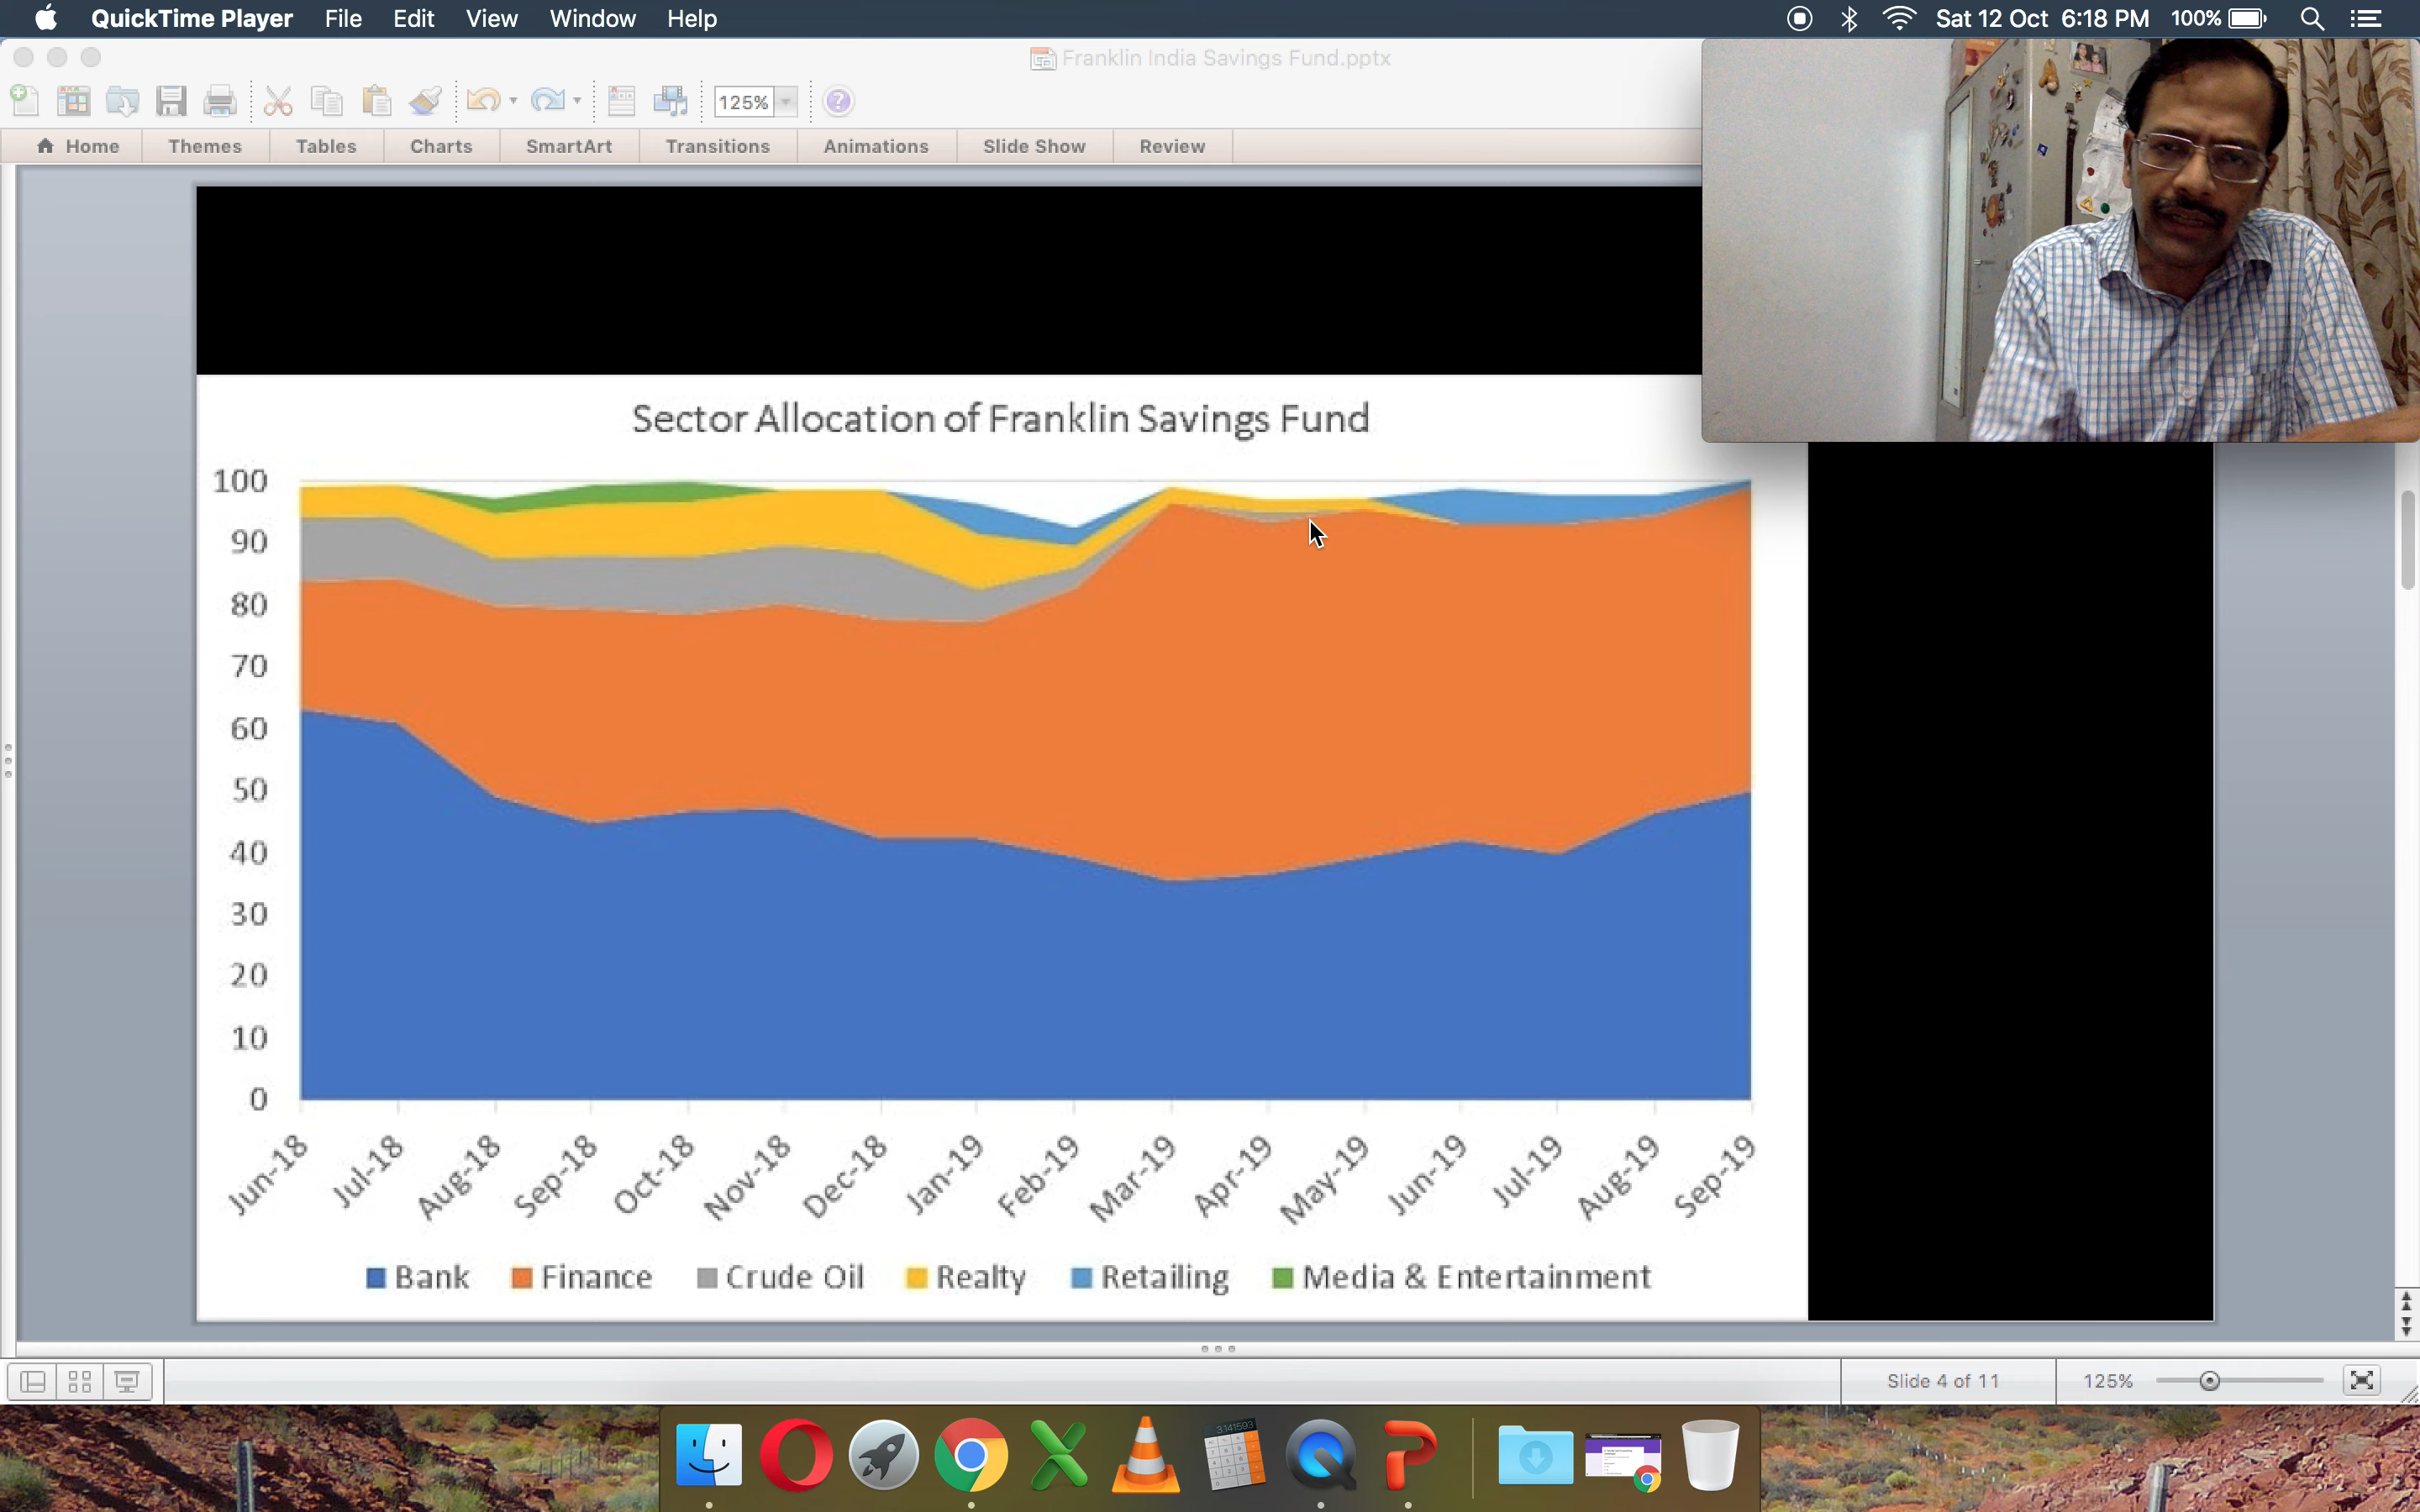 QuickTime Player File Edit View Window Help Sat 12 Oct 6:18 PM 100%
Franklin India Savings Fund.pptx
125%
Home Themes Tables Charts SmartArt Transitions Animations Slide Show Review
Sector Allocation of Franklin Savings Fund
100
90
80
70
60
50
40
30
20
10
0
Jun-18 Jul-18 Aug-18 Sep-18 Oct-18 Nov-18 Dec-18 Jan-19 Feb-19 Mar-19 Apr-19 May-19 Jun-19 Jul-19 Aug-19 Sep-19
Bank Finance Crude Oil Realty Retailing Media & Entertainment
Slide 4 of 11 125%
3.141593